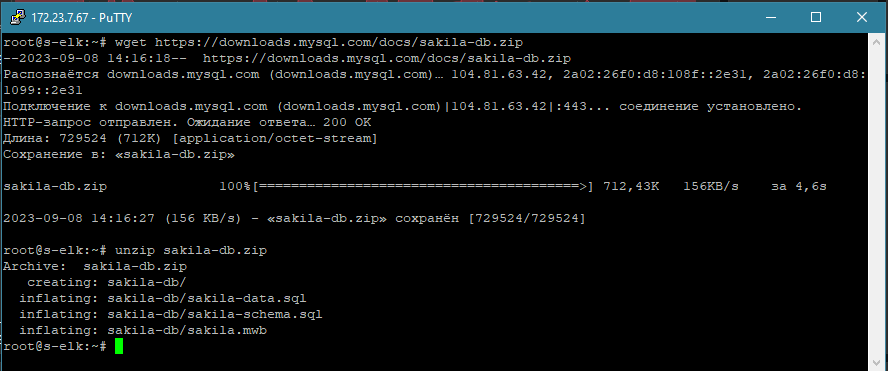 172.23.7.67 - PuTTY
root@s-elk:~# wget https://downloads.mysql.com/docs/sakila-db.zip
--2023-09-08 14:16:18--  https://downloads.mysql.com/docs/sakila-db.zip
Распознаётся downloads.mysql.com (downloads.mysql.com)… 104.81.63.42, 2a02:26f0:d8:108f::2e31, 2a02:26f0:d8:
1099::2e31
Подключение к downloads.mysql.com (downloads.mysql.com)|104.81.63.42|:443... соединение установлено.
HTTP-запрос отправлен. Ожидание ответа… 200 OK
Длина: 729524 (712K) [application/octet-stream]
Сохранение в: «sakila-db.zip»
sakila-db.zip              100%[========================================>] 712,43K   156KB/s    за 4,6s
2023-09-08 14:16:27 (156 KB/s) - «sakila-db.zip» сохранён [729524/729524]
root@s-elk:~# unzip sakila-db.zip
Archive:  sakila-db.zip
   creating: sakila-db/
  inflating: sakila-db/sakila-data.sql
  inflating: sakila-db/sakila-schema.sql
  inflating: sakila-db/sakila.mwb
root@s-elk:~#